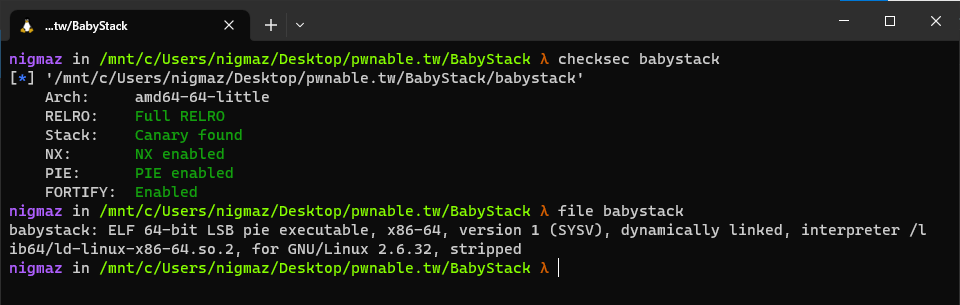 ...tw/BabyStack
nigmaz in /mnt/c/Users/nigmaz/Desktop/pwnable.tw/BabyStack λ checksec babystack
[*] '/mnt/c/Users/nigmaz/Desktop/pwnable.tw/BabyStack/babystack'
Arch: amd64-64-little
RELRO: Full RELRO
Stack: Canary found
NX: NX enabled
PIE: PIE enabled
FORTIFY: Enabled
nigmaz in /mnt/c/Users/nigmaz/Desktop/pwnable.tw/BabyStack λ file babystack
babystack: ELF 64-bit LSB pie executable, x86-64, version 1 (SYSV), dynamically linked, interpreter /l
ib64/ld-linux-x86-64.so.2, for GNU/Linux 2.6.32, stripped
nigmaz in /mnt/c/Users/nigmaz/Desktop/pwnable.tw/BabyStack λ